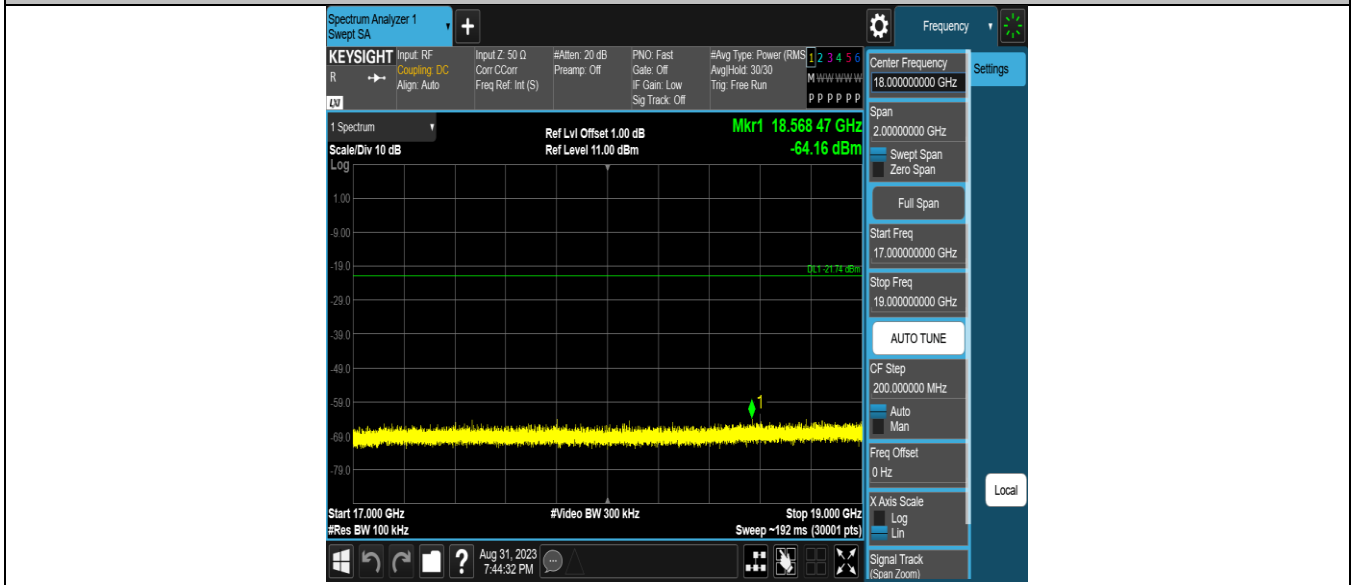 Spectrum Analyzer 1
Swept SA
+
Frequency
KEYSIGHT
R
LXI
Input: RF
Coupling: DC
Align: Auto
Input Z: 50 Ω
Corr CCorr
Freq Ref: Int (S)
#Atten: 20 dB
Preamp: Off
PNO: Fast
Gate: Off
IF Gain: Low
Sig Track: Off
#Avg Type: Power (RMS
Avg|Hold: 30/30
Trig: Free Run
1 2 3 4 5 6
M W W W W W
P P P P P P
1 Spectrum
Scale/Div 10 dB
Ref Lvl Offset 1.00 dB
Ref Level 11.00 dBm
Mkr1 18.568 47 GHz
-64.16 dBm
Log
1.00
-9.00
-19.0
DL1 -21.74 dBm
-29.0
-39.0
-49.0
-59.0
1
-69.0
-79.0
Start 17.000 GHz
#Video BW 300 kHz
Stop 19.000 GHz
#Res BW 100 kHz
Sweep ~192 ms (30001 pts)
Center Frequency
18.000000000 GHz
Settings
Span
2.00000000 GHz
Swept Span
Zero Span
Full Span
Start Freq
17.000000000 GHz
Stop Freq
19.000000000 GHz
AUTO TUNE
CF Step
200.000000 MHz
Auto
Man
Freq Offset
0 Hz
X Axis Scale
Log
Lin
Local
Signal Track
(Span Zoom)
?
Aug 31, 2023
7:44:32 PM